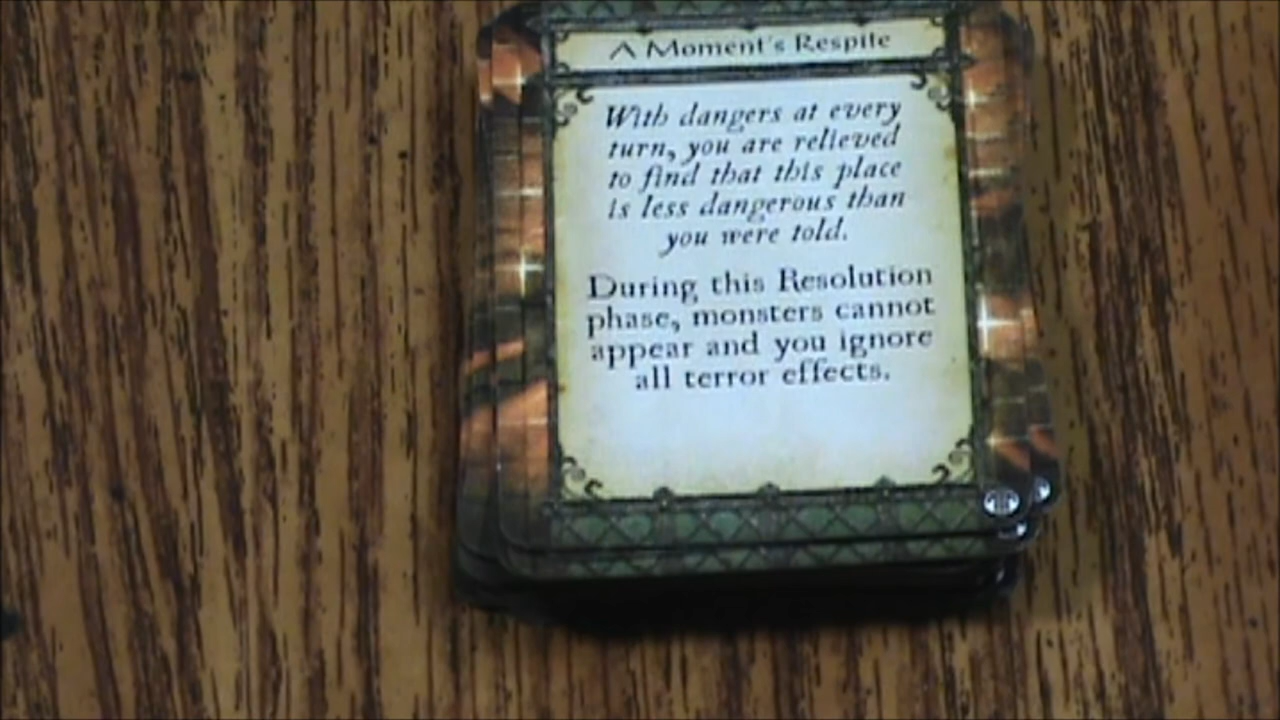 A Moment's Respite
With dangers at every
turn, you are relieved
to find that this place
is less dangerous than
you were told.
During this Resolution
phase, monsters cannot
appear and you ignore
all terror effects.